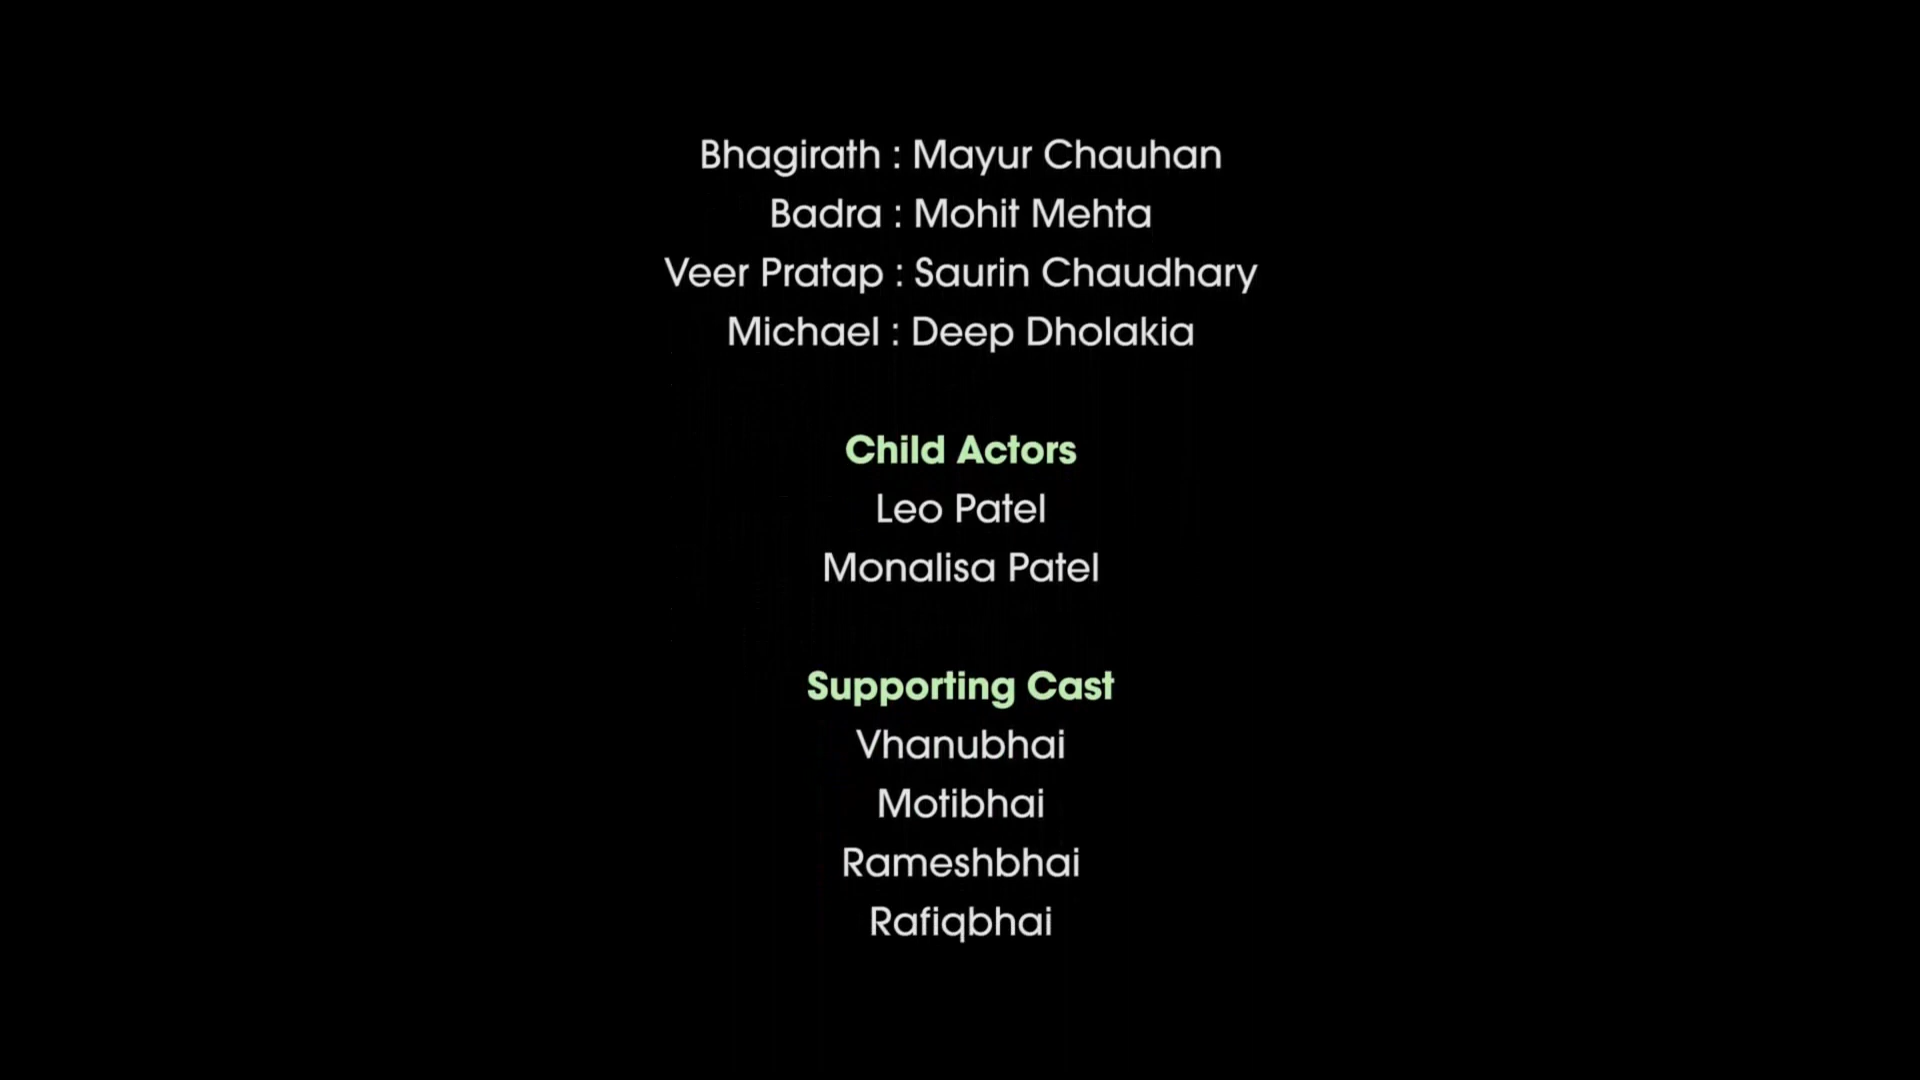 Bhagirath : Mayur Chauhan
Badra : Mohit Mehta
Veer Pratap : Saurin Chaudhary
Michael : Deep Dholakia
Child Actors
Leo Patel
Monalisa Patel
Supporting Cast
Vhanubhai
Motibhai
Rameshbhai
Rafiqbhai